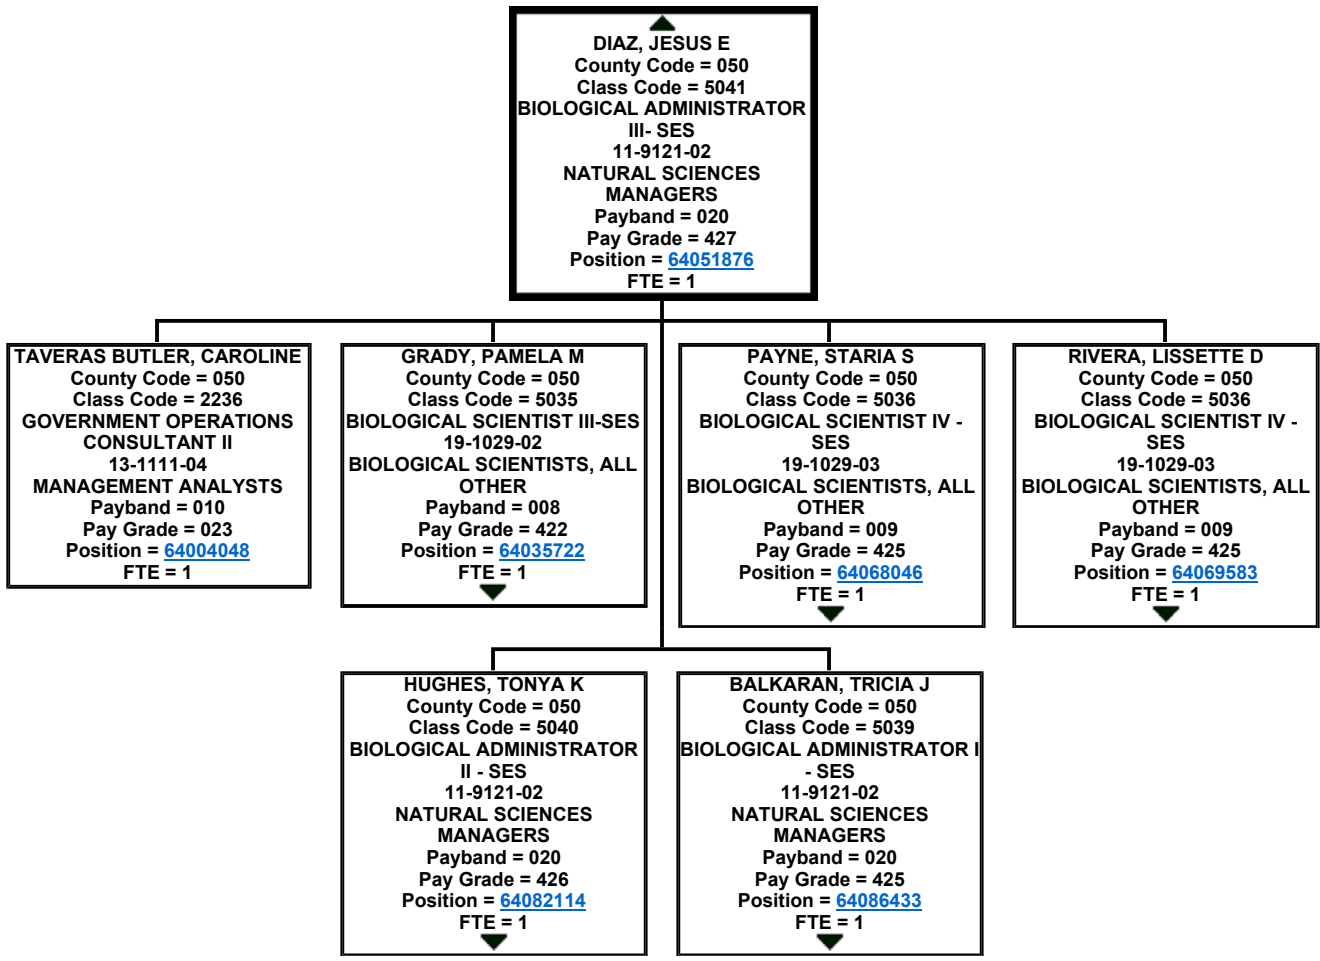 DIAZ, JESUS E
County Code = 050
Class Code = 5041
BIOLOGICAL ADMINISTRATOR
III- SES
11-9121-02
NATURAL SCIENCES
MANAGERS
Payband = 020
Pay Grade = 427
Position = 64051876
FTE = 1
TAVERAS BUTLER, CAROLINE
County Code = 050
Class Code = 2236
GOVERNMENT OPERATIONS
CONSULTANT II
13-1111-04
MANAGEMENT ANALYSTS
Payband = 010
Pay Grade = 023
Position = 64004048
FTE = 1
GRADY, PAMELA M
County Code = 050
Class Code = 5035
BIOLOGICAL SCIENTIST III-SES
19-1029-02
BIOLOGICAL SCIENTISTS, ALL
OTHER
Payband = 008
Pay Grade = 422
Position = 64035722
FTE = 1
PAYNE, STARIA S
County Code = 050
Class Code = 5036
BIOLOGICAL SCIENTIST IV -
SES
19-1029-03
BIOLOGICAL SCIENTISTS, ALL
OTHER
Payband = 009
Pay Grade = 425
Position = 64068046
FTE = 1
RIVERA, LISSETTE D
County Code = 050
Class Code = 5036
BIOLOGICAL SCIENTIST IV -
SES
19-1029-03
BIOLOGICAL SCIENTISTS, ALL
OTHER
Payband = 009
Pay Grade = 425
Position = 64069583
FTE = 1
HUGHES, TONYA K
County Code = 050
Class Code = 5040
BIOLOGICAL ADMINISTRATOR
II - SES
11-9121-02
NATURAL SCIENCES
MANAGERS
Payband = 020
Pay Grade = 426
Position = 64082114
FTE = 1
BALKARAN, TRICIA J
County Code = 050
Class Code = 5039
BIOLOGICAL ADMINISTRATOR I
- SES
11-9121-02
NATURAL SCIENCES
MANAGERS
Payband = 020
Pay Grade = 425
Position = 64086433
FTE = 1